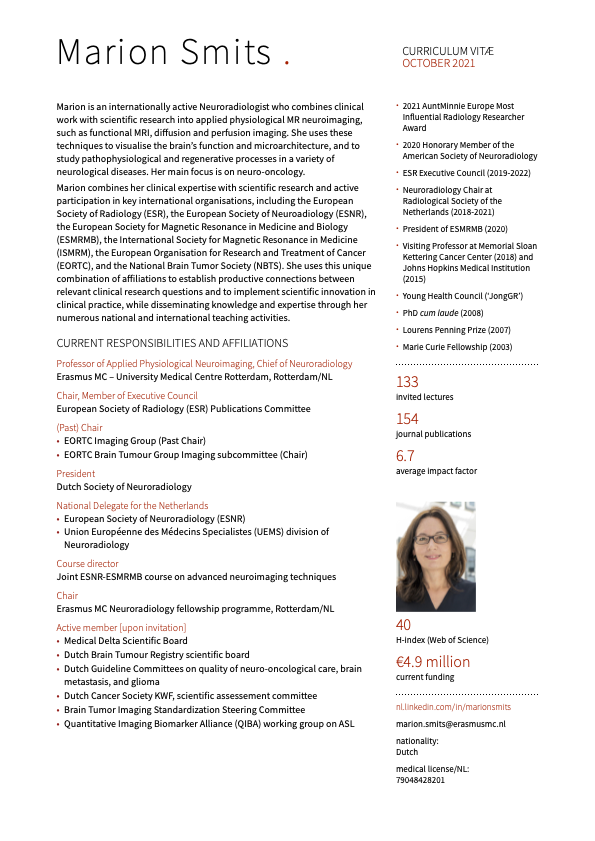 Marion Smits .
CURRICULUM VITÆ
OCTOBER 2021
Marion is an internationally active Neuroradiologist who combines clinical
work with scientific research into applied physiological MR neuroimaging,
such as functional MRI, diffusion and perfusion imaging. She uses these
techniques to visualise the brain's function and microarchitecture, and to
study pathophysiological and regenerative processes in a variety of
neurological diseases. Her main focus is on neuro-oncology.
Marion combines her clinical expertise with scientific research and active
participation in key international organisations, including the European
Society of Radiology (ESR), the European Society of Neuroadiology (ESNR),
the European Society for Magnetic Resonance in Medicine and Biology
(ESMRMB), the International Society for Magnetic Resonance in Medicine
(ISMRM), the European Organisation for Research and Treatment of Cancer
(EORTC), and the National Brain Tumor Society (NBTS). She uses this unique
combination of affiliations to establish productive connections between
relevant clinical research questions and to implement scientific innovation in
clinical practice, while disseminating knowledge and expertise through her
numerous national and international teaching activities.
CURRENT RESPONSIBILITIES AND AFFILIATIONS
Professor of Applied Physiological Neuroimaging, Chief of Neuroradiology
Erasmus MC – University Medical Centre Rotterdam, Rotterdam/NL
Chair, Member of Executive Council
European Society of Radiology (ESR) Publications Committee
(Past) Chair
• EORTC Imaging Group (Past Chair)
• EORTC Brain Tumour Group Imaging subcommittee (Chair)
President
Dutch Society of Neuroradiology
National Delegate for the Netherlands
• European Society of Neuroradiology (ESNR)
• Union Européenne des Médecins Specialistes (UEMS) division of
Neuroradiology
Course director
Joint ESNR-ESMRMB course on advanced neuroimaging techniques
Chair
Erasmus MC Neuroradiology fellowship programme, Rotterdam/NL
Active member [upon invitation]
• Medical Delta Scientific Board
• Dutch Brain Tumour Registry scientific board
• Dutch Guideline Committees on quality of neuro-oncological care, brain
metastasis, and glioma
• Dutch Cancer Society KWF, scientific assessement committee
• Brain Tumor Imaging Standardization Steering Committee
• Quantitative Imaging Biomarker Alliance (QIBA) working group on ASL
• 2021 AuntMinnie Europe Most
Influential Radiology Researcher
Award
• 2020 Honorary Member of the
American Society of Neuroradiology
• ESR Executive Council (2019-2022)
• Neuroradiology Chair at
Radiological Society of the
Netherlands (2018-2021)
• President of ESMRMB (2020)
• Visiting Professor at Memorial Sloan
Kettering Cancer Center (2018) and
Johns Hopkins Medical Institution
(2015)
• Young Health Council ('JongGR')
• PhD cum laude (2008)
• Lourens Penning Prize (2007)
• Marie Curie Fellowship (2003)
133
invited lectures
154
journal publications
6.7
average impact factor
40
H-index (Web of Science)
€4.9 million
current funding
nl.linkedin.com/in/marionsmits
marion.smits@erasmusmc.nl
nationality:
Dutch
medical license/NL:
79048428201